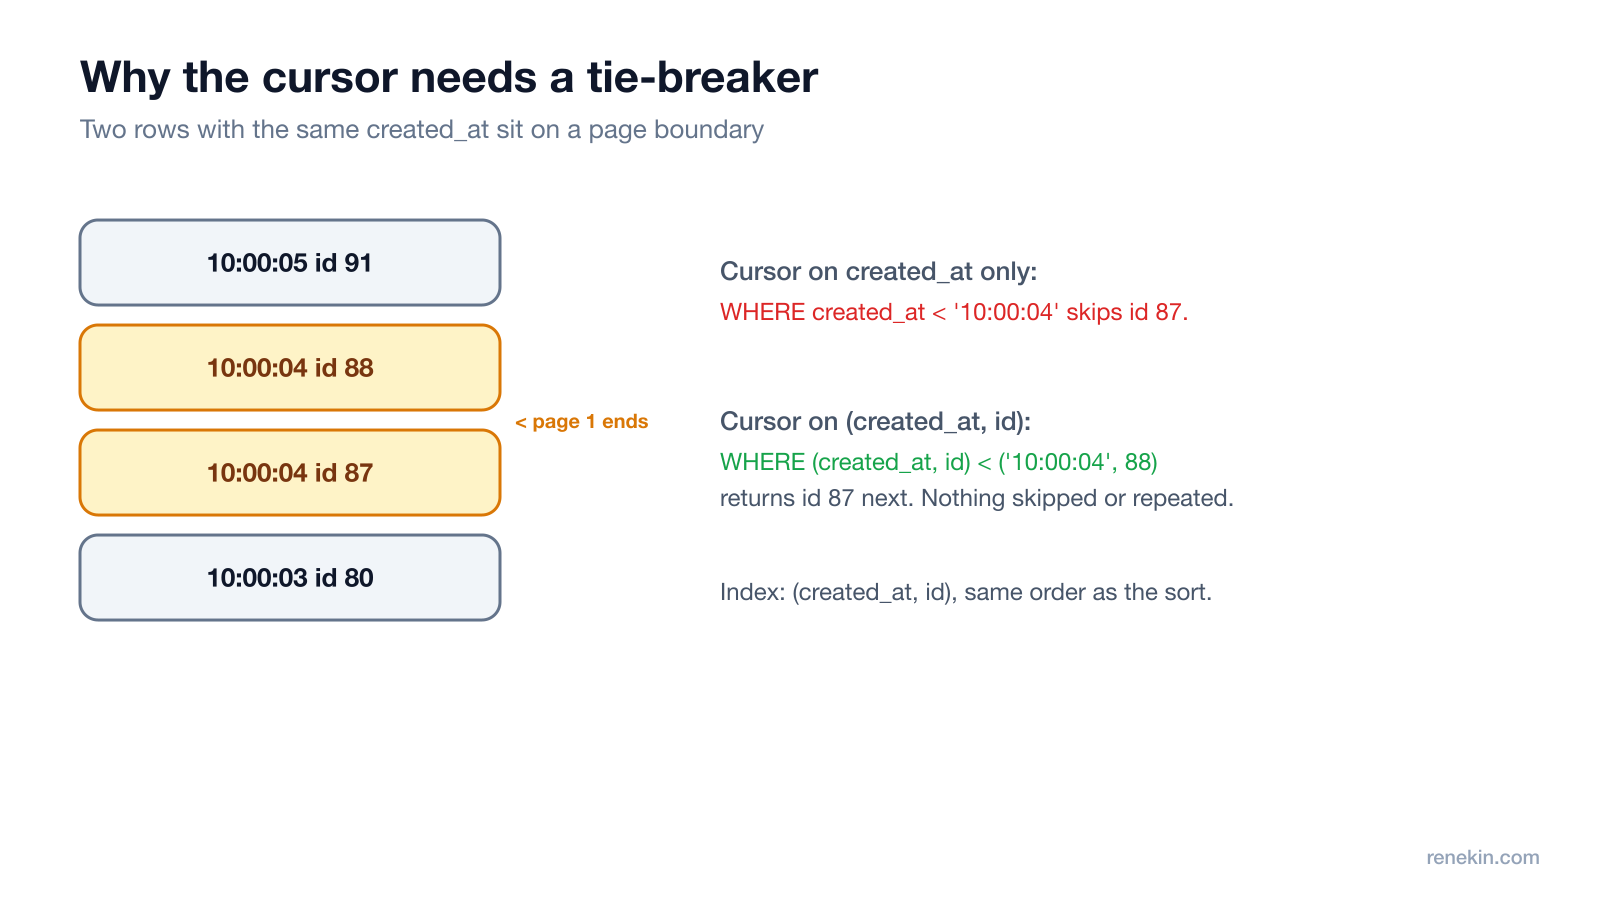 Why the cursor needs a tie-breaker
Two rows with the same created_at sit on a page boundary
10:00:05 id 91
10:00:04 id 88
< page 1 ends
10:00:04 id 87
10:00:03 id 80
Cursor on created_at only:
WHERE created_at < '10:00:04' skips id 87.
Cursor on (created_at, id):
WHERE (created_at, id) < ('10:00:04', 88)
returns id 87 next. Nothing skipped or repeated.
Index: (created_at, id), same order as the sort.
renekin.com